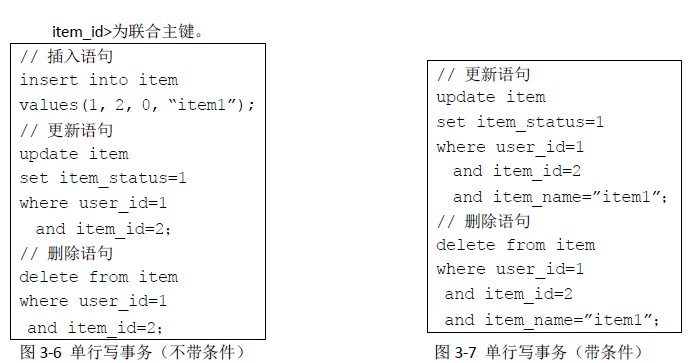 item_id>为联合主键。
// 插入语句
insert into item
values(1, 2, 0, “item1”);
// 更新语句
update item
set item_status=1
where user_id=1
and item_id=2;
// 删除语句
delete from item
where user_id=1
and item_id=2;
图 3-6 单行写事务（不带条件）
// 更新语句
update item
set item_status=1
where user_id=1
and item_id=2
and item_name=”item1”;
// 删除语句
delete from item
where user_id=1
and item_id=2
and item_name=”item1”;
图 3-7 单行写事务（带条件）